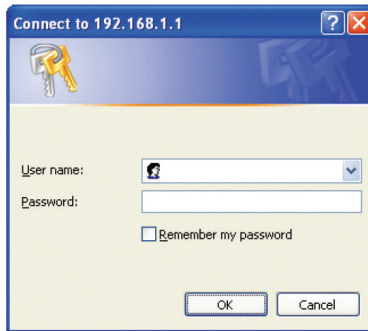 Connect to 192.168.1.1
User name:
Password:
Remember my password
OK
Cancel